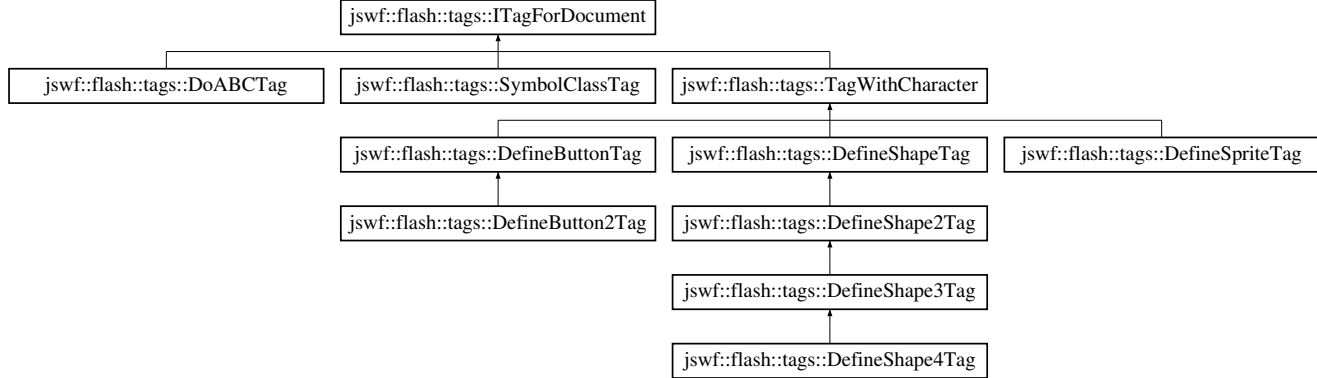 jswf::flash::tags::ITagForDocument
jswf::flash::tags::DoABCTag
jswf::flash::tags::SymbolClassTag
jswf::flash::tags::TagWithCharacter
jswf::flash::tags::DefineButtonTag
jswf::flash::tags::DefineShapeTag
jswf::flash::tags::DefineSpriteTag
jswf::flash::tags::DefineButton2Tag
jswf::flash::tags::DefineShape2Tag
jswf::flash::tags::DefineShape3Tag
jswf::flash::tags::DefineShape4Tag